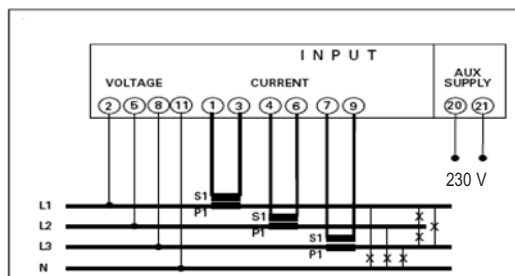 INPUT
VOLTAGE CURRENT AUX SUPPLY
2 5 8 11 1 3 4 6 7 9 20 21
230 V
S1
L1 P1
S1
L2 P1
S1
L3 P1
N